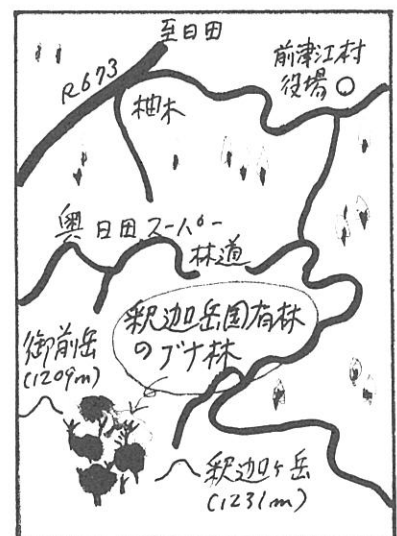 至日田
前津江村
役場
R673
柚木
奥日田スーパー
林道
釈迦岳国有林
のブナ林
御前岳
(1209m)
釈迦ヶ岳
(1231m)